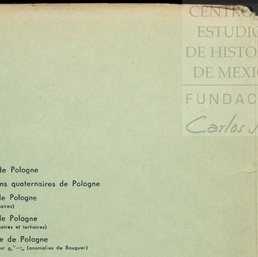 CENTRO
ESTUDIO
DE HISTO
DE MEXI
FUNDAC
Carlos
de Pologne
ns quaternaires de Pologne
de Pologne
aires)
de Pologne
aires et tertiaires)
e de Pologne
(anomalies de Bouguer)